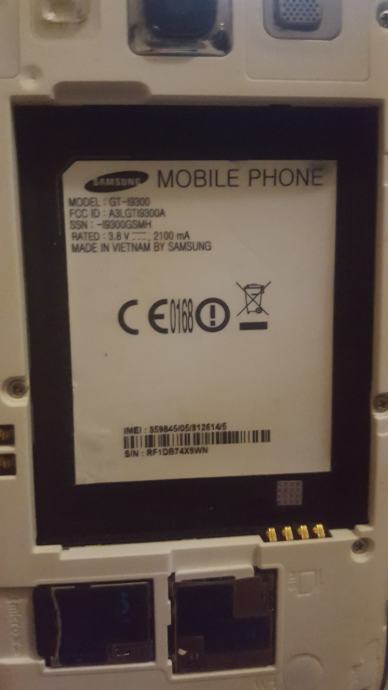 SAMSUNG MOBILE PHONE
MODEL : GT-I9300
FCC ID : A3LGTI9300A
SSN : -I9300GSMH
RATED : 3.8 V ⎓, 2100 mA
MADE IN VIETNAM BY SAMSUNG
CE0168
IMEI : 359845/05/812614/5
S/N : RF1DB74X9WN